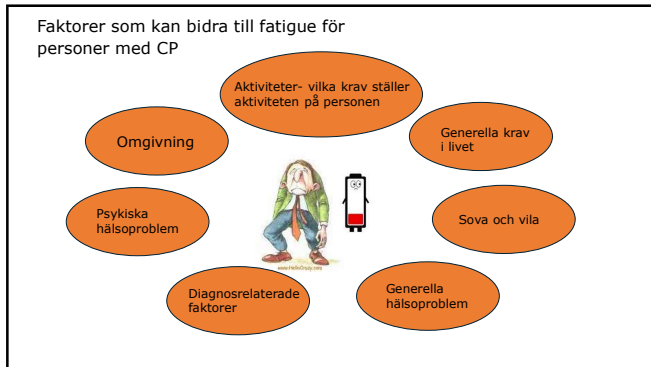 Faktorer som kan bidra till fatigue för
personer med CP
Aktiviteter- vilka krav ställer
aktiviteten på personen
Omgivning
Generella krav
i livet
Psykiska
hälsoproblem
Sova och vila
Diagnosrelaterade
faktorer
Generella
hälsoproblem